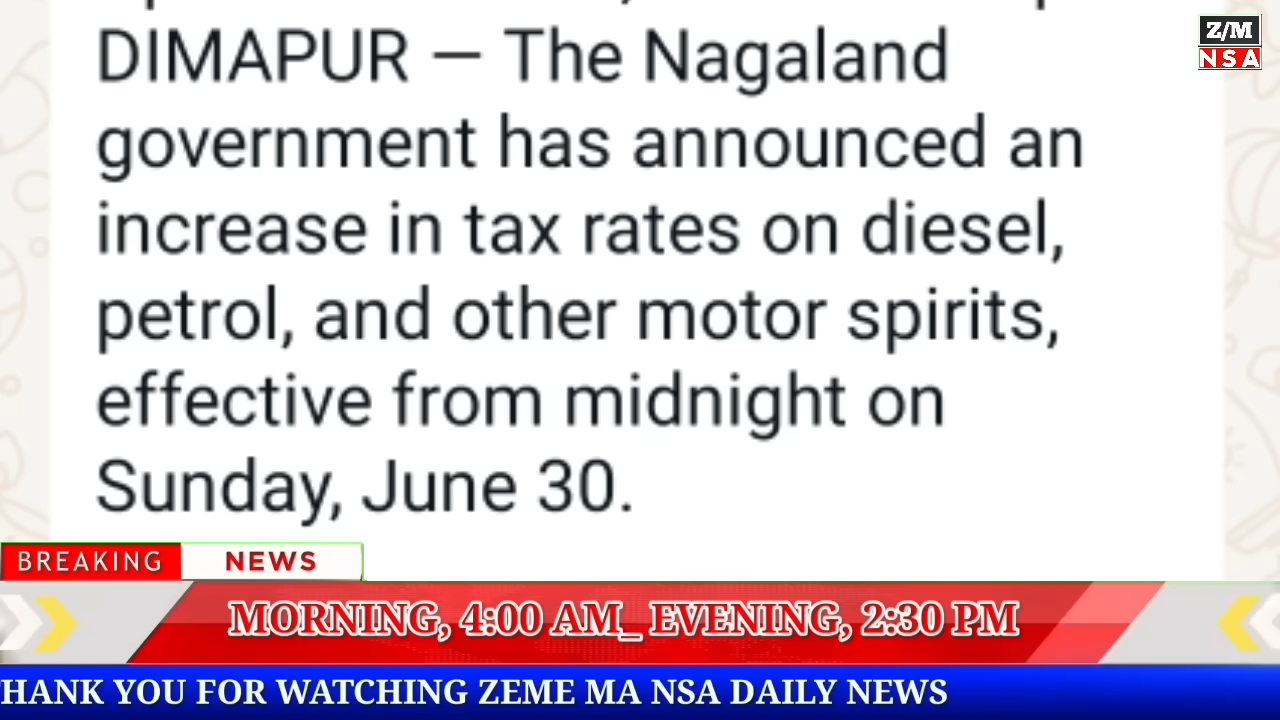 Z/M
NSA
DIMAPUR — The Nagaland
government has announced an
increase in tax rates on diesel,
petrol, and other motor spirits,
effective from midnight on
Sunday, June 30.
BREAKING NEWS
MORNING, 4:00 AM_ EVENING, 2:30 PM
HANK YOU FOR WATCHING ZEME MA NSA DAILY NEWS